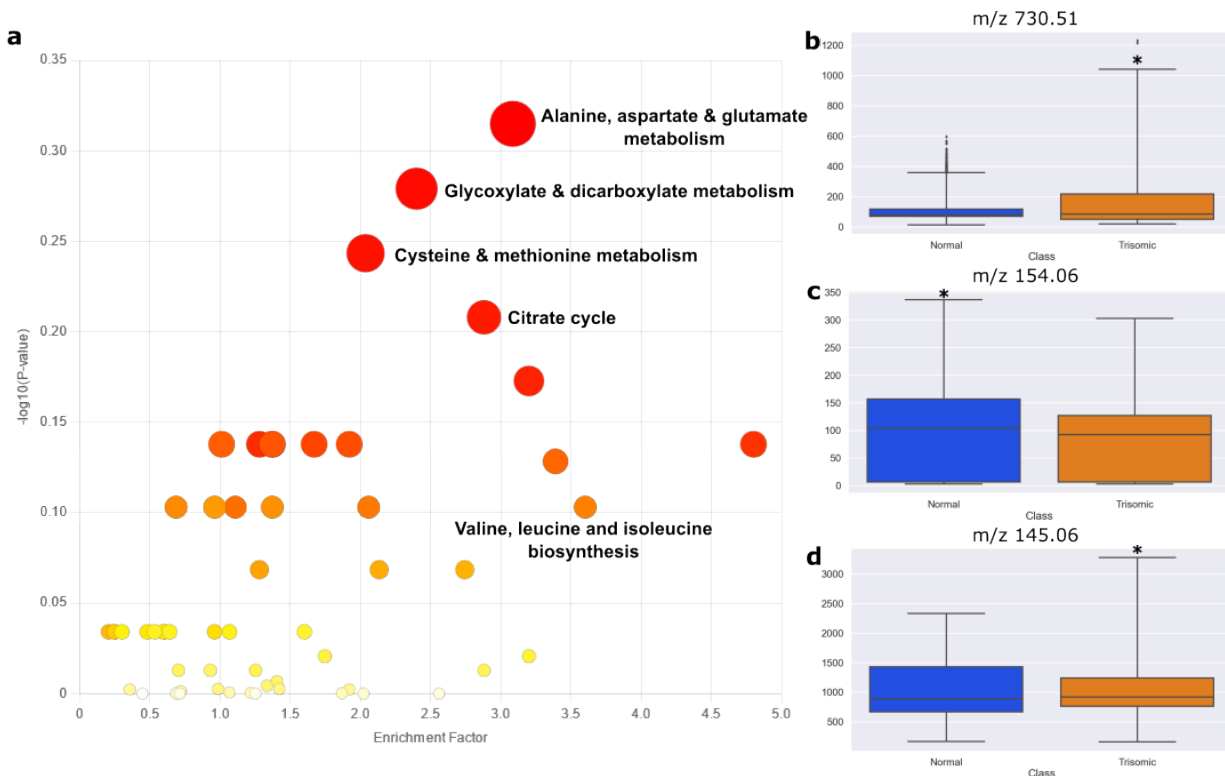 a
0.35
0.30
0.25
0.20
0.15
0.10
0.05
0
-log10(P-value)
Alanine, aspartate & glutamate
metabolism
Glycoxylate & dicarboxylate metabolism
Cysteine & methionine metabolism
Citrate cycle
Valine, leucine and isoleucine
biosynthesis
0 0.5 1.0 1.5 2.0 2.5 3.0 3.5 4.0 4.5 5.0
Enrichment Factor
b
m/z 730.51
1200
1000
800
600
400
200
0
*
Normal Trisomic
Class
c
m/z 154.06
350
300
250
200
150
100
50
0
*
Normal Trisomic
Class
d
m/z 145.06
3000
2500
2000
1500
1000
500
*
Normal Trisomic
Class